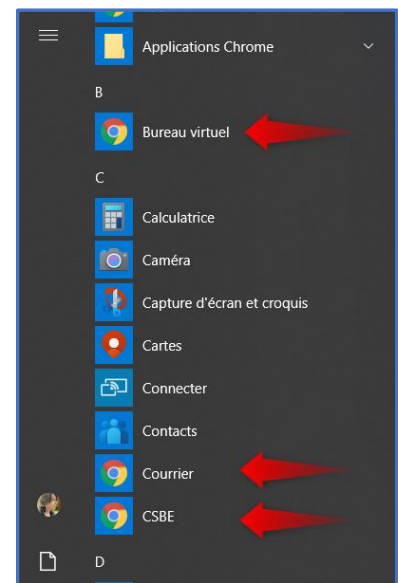 Applications Chrome
B
Bureau virtuel
C
Calculatrice
Caméra
Capture d'écran et croquis
Cartes
Connecter
Contacts
Courrier
CSBE
D